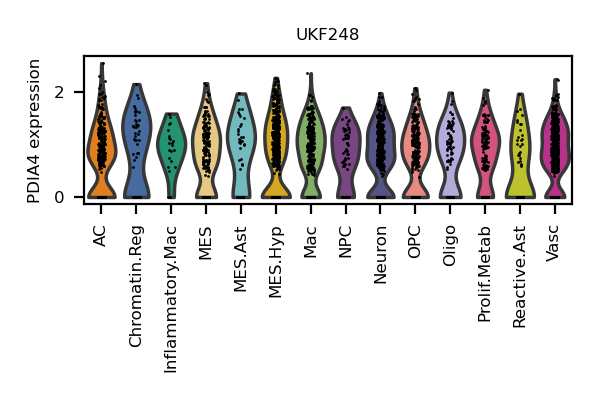 UKF248
PDIA4 expression
2
0
AC
Chromatin.Reg
Inflammatory.Mac
MES
MES.Ast
MES.Hyp
Mac
NPC
Neuron
OPC
Oligo
Prolif.Metab
Reactive.Ast
Vasc